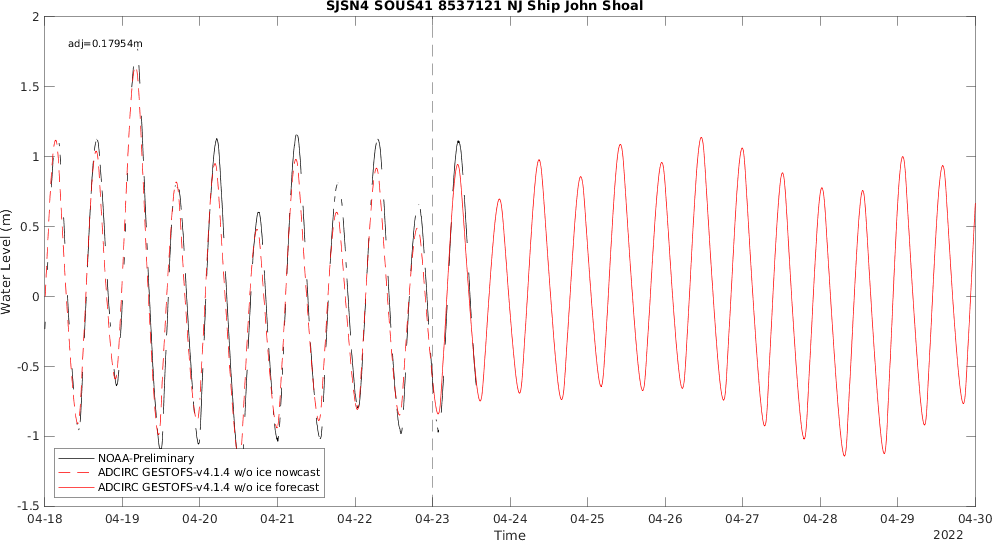 SJSN4 SOUS41 8537121 NJ Ship John Shoal
adj=0.17954m
2
1.5
1
0.5
0
-0.5
-1
-1.5
Water Level (m)
NOAA-Preliminary
ADCIRC GESTOFS-v4.1.4 w/o ice nowcast
ADCIRC GESTOFS-v4.1.4 w/o ice forecast
04-18 04-19 04-20 04-21 04-22 04-23 04-24 04-25 04-26 04-27 04-28 04-29 04-30
Time
2022